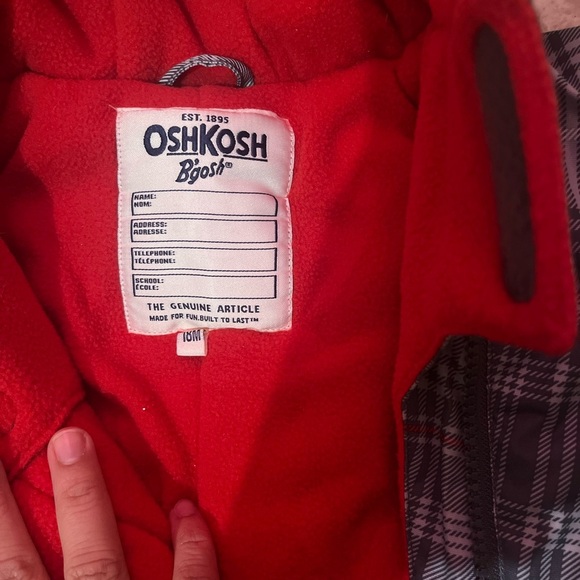 EST. 1895
OSHKOSH
B'gosh®
NAME:
NOM:
ADDRESS:
ADRESSE:
TELEPHONE:
TÉLÉPHONE:
SCHOOL:
ÉCOLE:
THE GENUINE ARTICLE
MADE FOR FUN.BUILT TO LAST™
18M